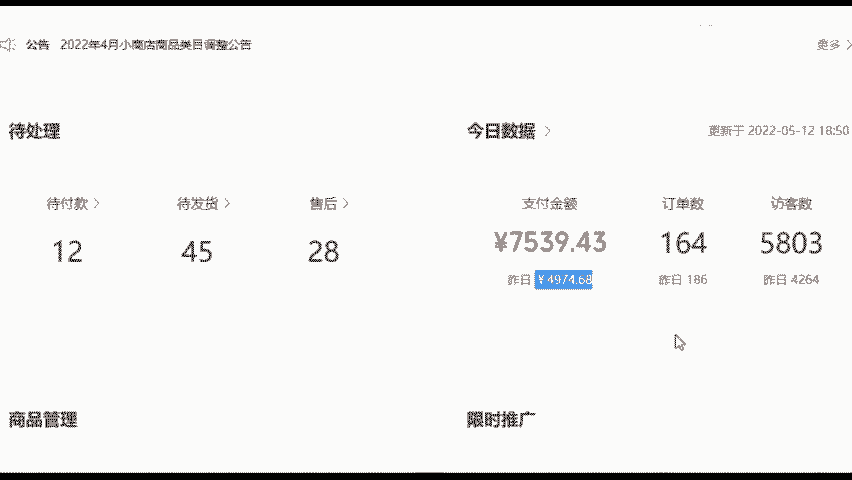 公告 2022年4月小商店商品类目调整公告 更多
待处理
待付款 待发货 售后
12 45 28
今日数据 更新于 2022-05-12 18:50
支付金额 订单数 访客数
¥7539.43 164 5803
昨日 ¥4974.68 昨日 186 昨日 4264
商品管理 限时推广